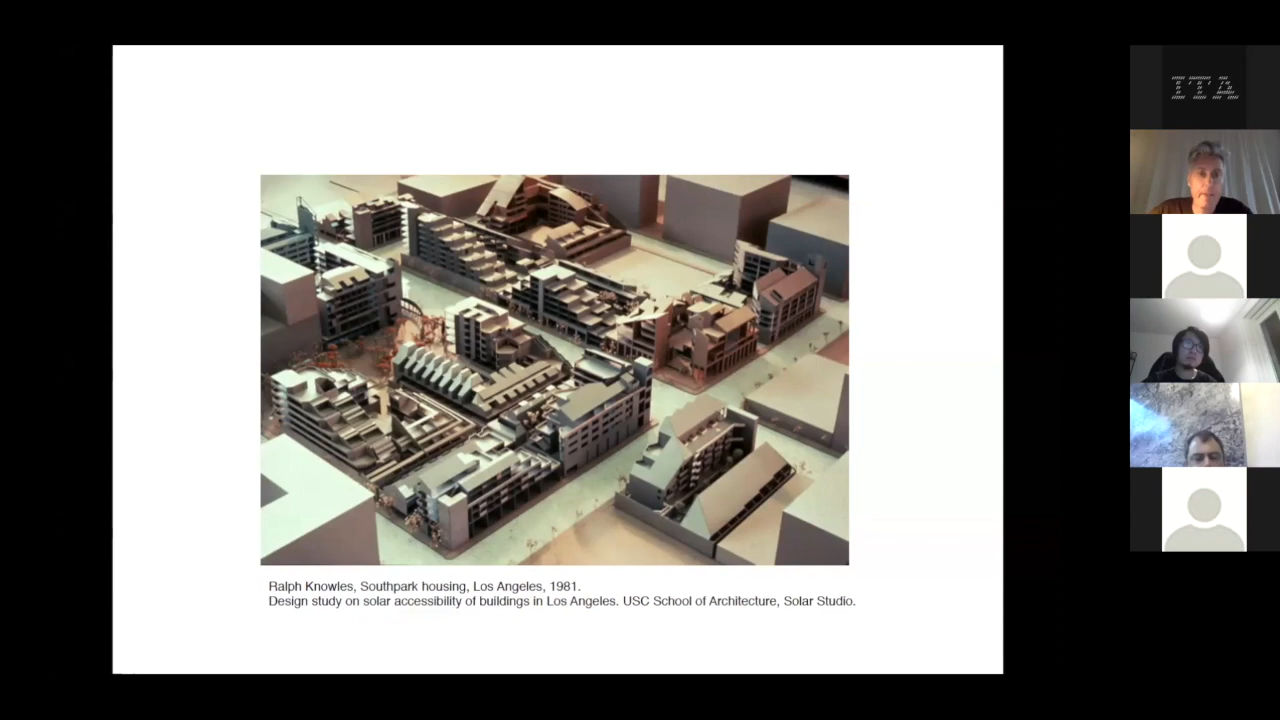 Ralph Knowles, Southpark housing, Los Angeles, 1981.
Design study on solar accessibility of buildings in Los Angeles. USC School of Architecture, Solar Studio.
ITA